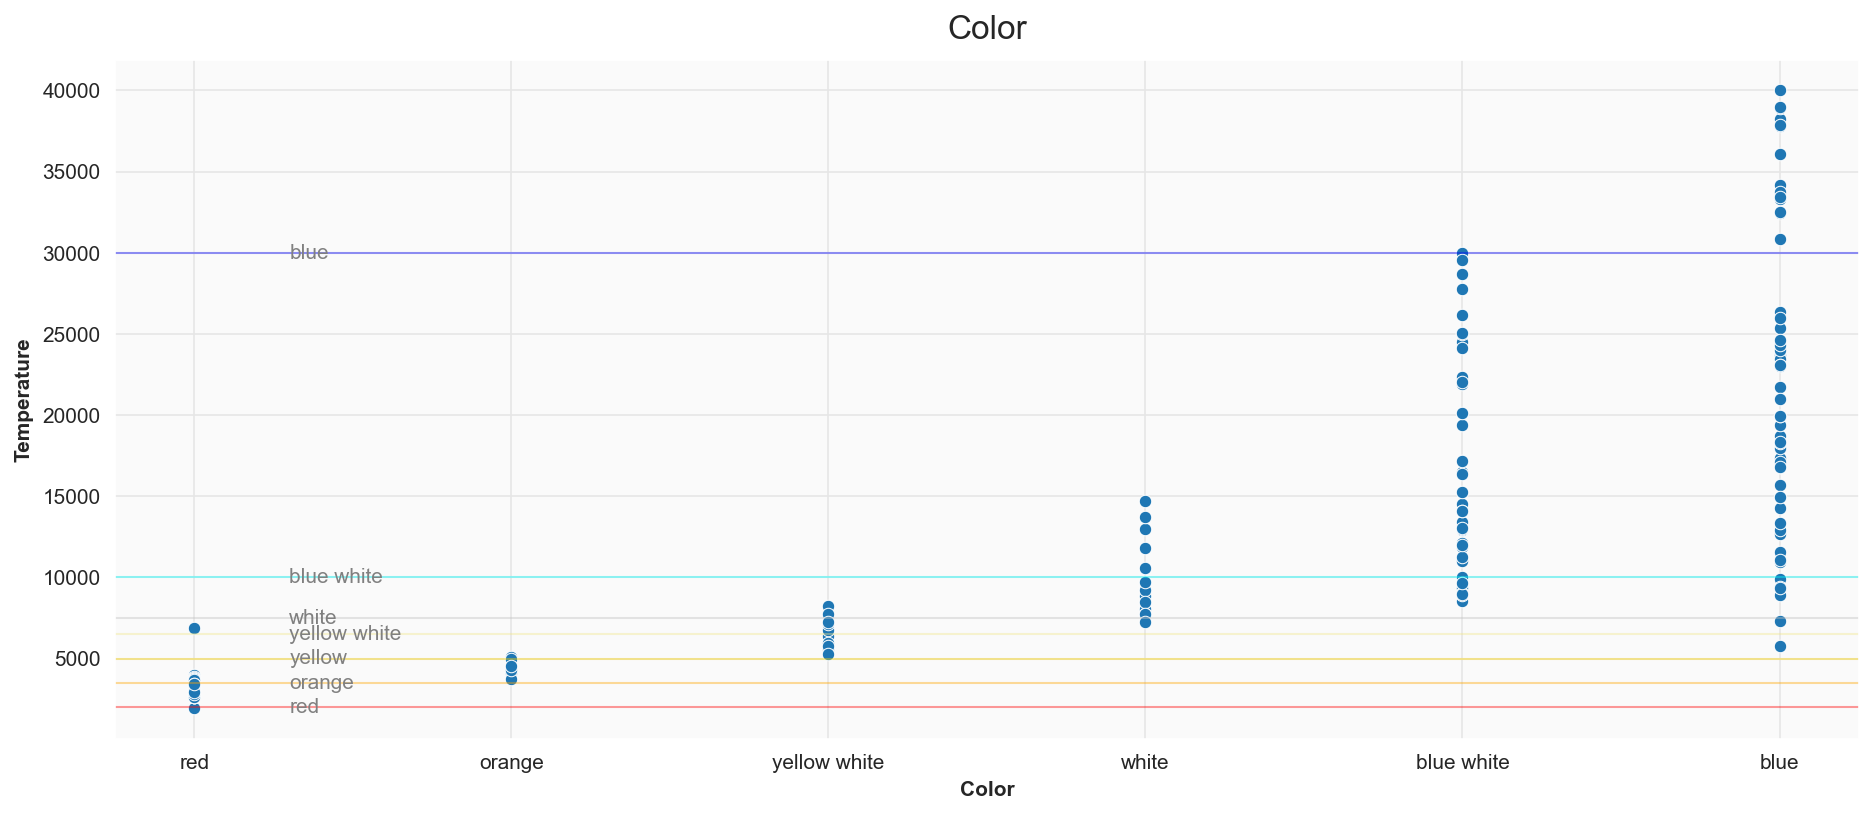 Color
40000
35000
30000
25000
20000
15000
10000
5000
Temperature
blue
blue white
white
yellow white
yellow
orange
red
red orange yellow white white blue white blue
Color